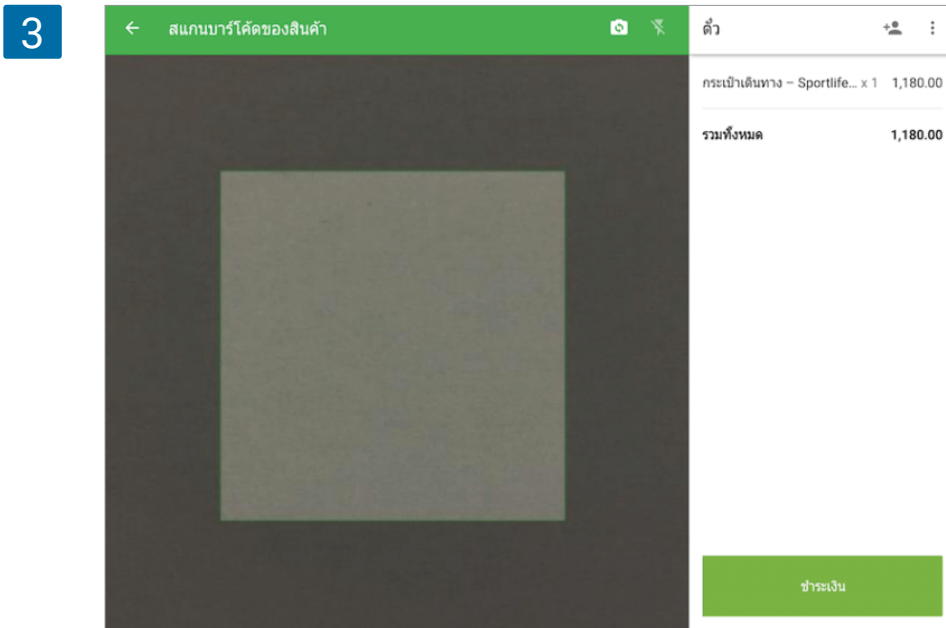 3
สแกนบาร์โค้ดของสินค้า
ตั๋ว
กระเป๋าเดินทาง – Sportlife... x 1 1,180.00
รวมทั้งหมด 1,180.00
ชำระเงิน